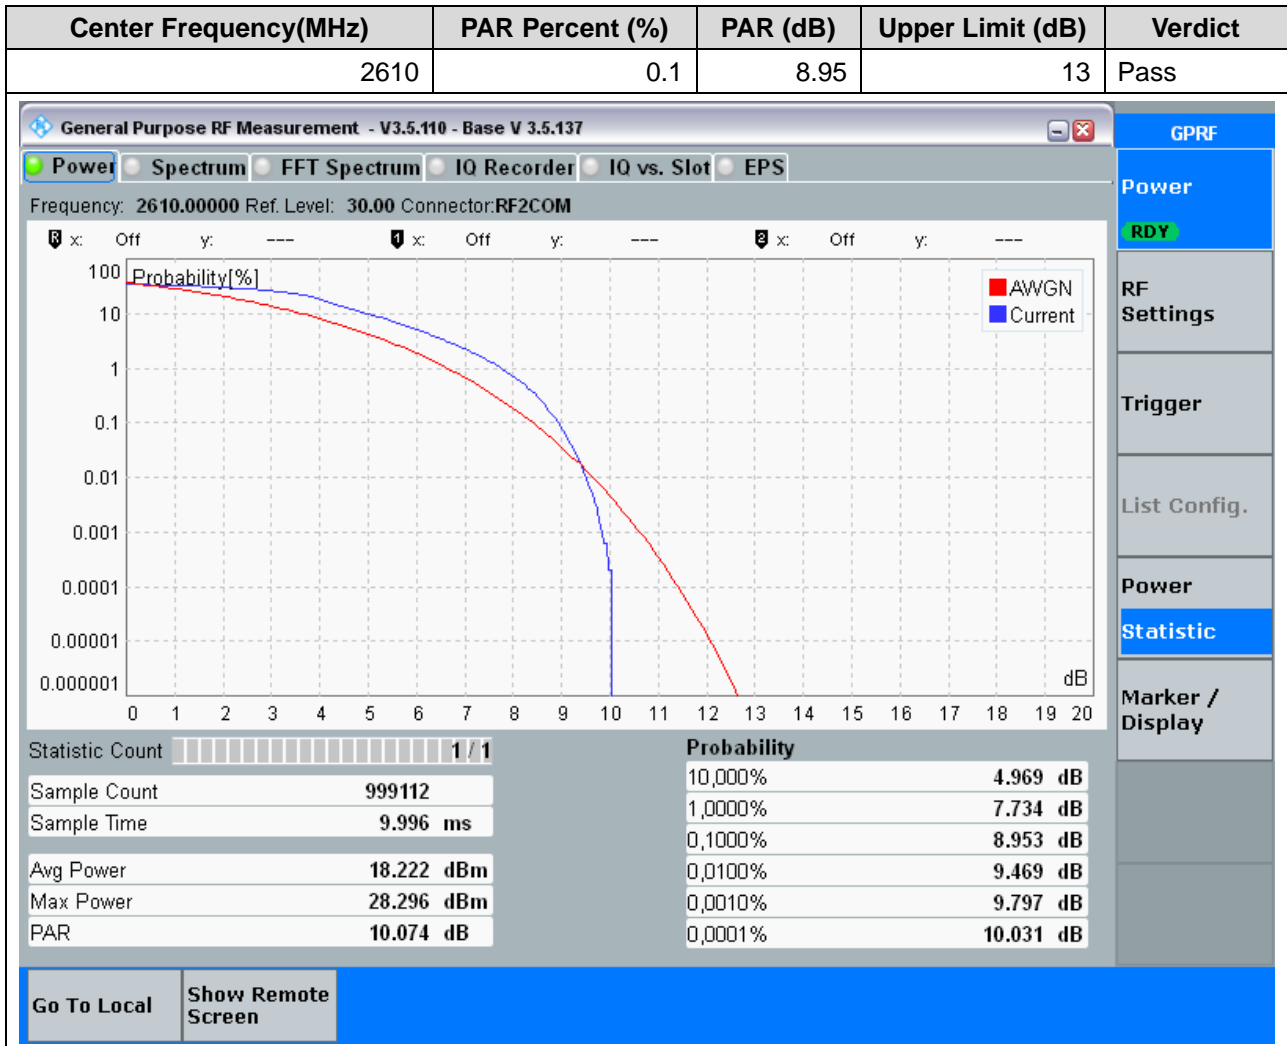 Center Frequency(MHz) PAR Percent (%) PAR (dB) Upper Limit (dB) Verdict
2610 0.1 8.95 13 Pass
General Purpose RF Measurement - V3.5.110 - Base V 3.5.137
GPRF
Power Spectrum FFT Spectrum IQ Recorder IQ vs. Slot EPS
Power
RDY
Frequency: 2610.00000 Ref. Level: 30.00 Connector:RF2COM
R x: Off y: --- 1 x: Off y: --- 2 x: Off y: ---
Probability[%]
100
10
1
0.1
0.01
0.001
0.0001
0.00001
0.000001
AWGN
Current
dB
0 1 2 3 4 5 6 7 8 9 10 11 12 13 14 15 16 17 18 19 20
RF
Settings
Trigger
List Config.
Power
Statistic
Marker /
Display
Statistic Count 1 / 1
Sample Count 999112
Sample Time 9.996 ms
Avg Power 18.222 dBm
Max Power 28.296 dBm
PAR 10.074 dB
Probability
10,000% 4.969 dB
1,0000% 7.734 dB
0,1000% 8.953 dB
0,0100% 9.469 dB
0,0010% 9.797 dB
0,0001% 10.031 dB
Go To Local
Show Remote
Screen